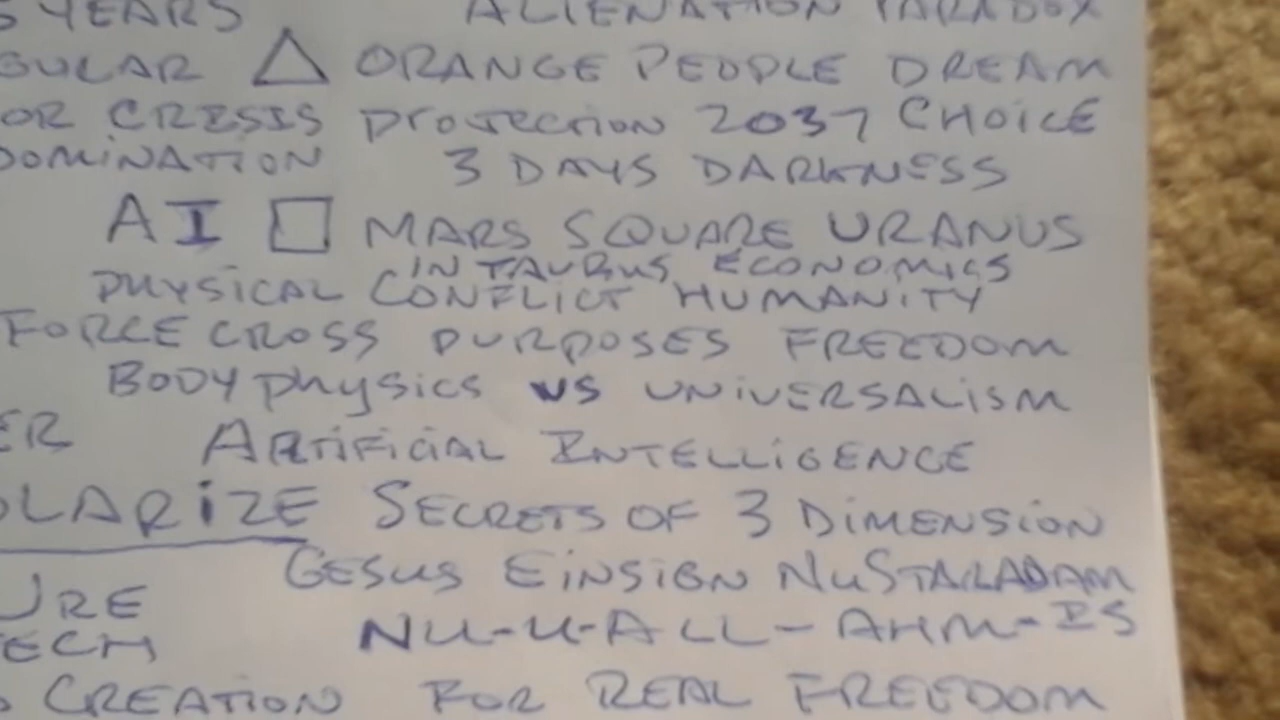 YEARS ALIENATION PARADOX
GULAR △ ORANGE PEOPLE DREAM
OR CRISIS PROJECTION 2037 CHOICE
DOMINATION 3 DAYS DARKNESS
AI □ MARS SQUARE URANUS
IN TAURUS ECONOMICS
PHYSICAL CONFLICT HUMANITY
FORCE CROSS PURPOSES FREEDOM
BODY physics VS UNIVERSALISM
ER ARTIFICIAL INTELLIGENCE
OLARIZE SECRETS OF 3 DIMENSION
GESUS EINSIGN NUSTARADAM
URE
NU-U-ALL-AHM-IS
ECH
CREATION FOR REAL FREEDOM